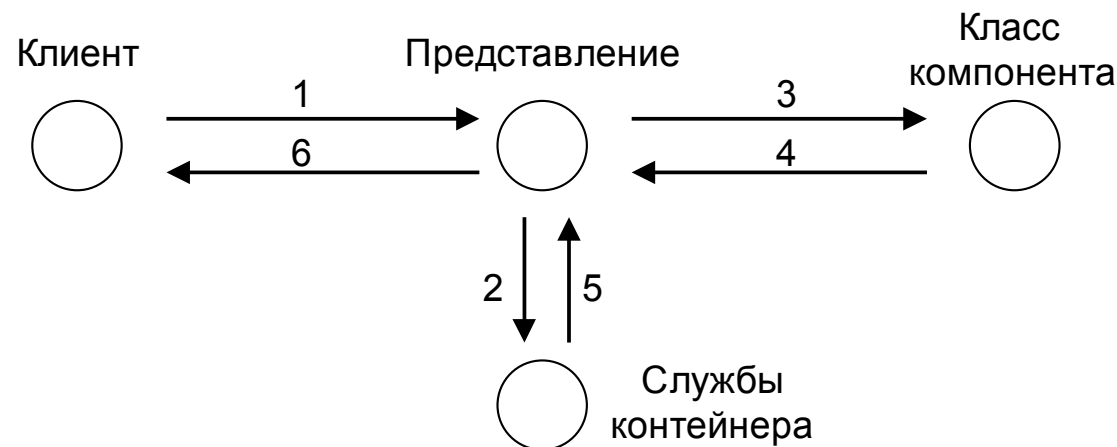 Клиент
Представление
Класс
компонента
1
3
6
4
2
5
Службы
контейнера